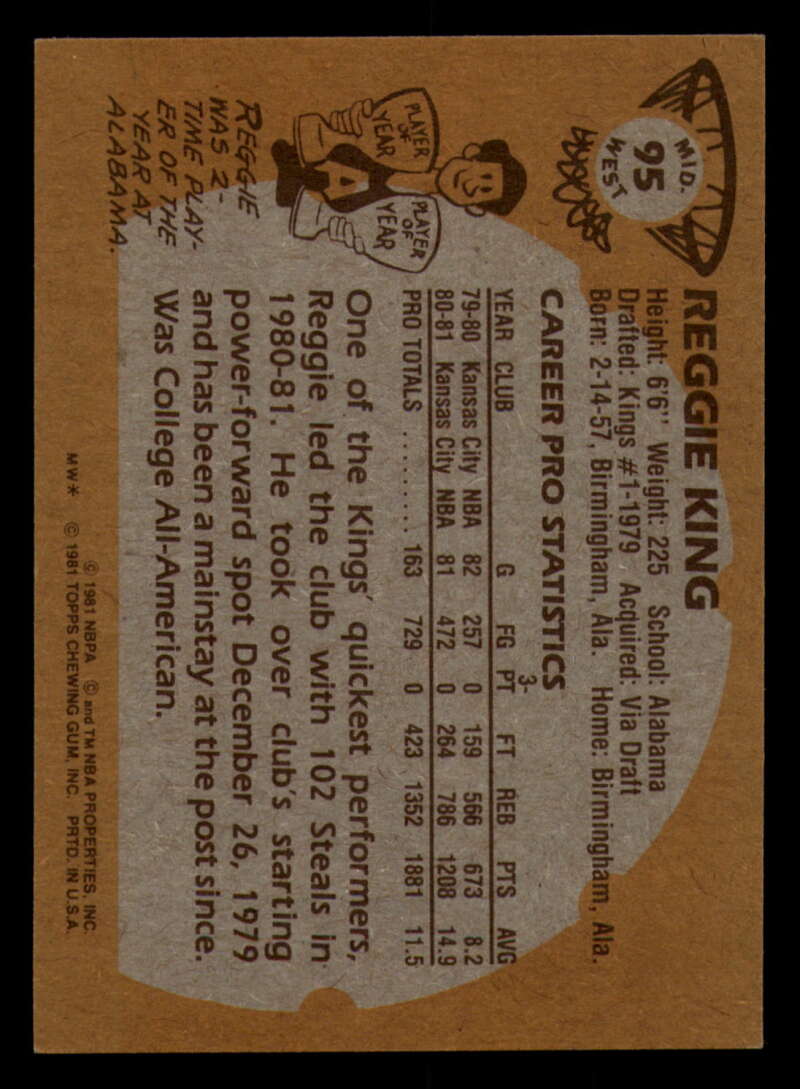 MID.
95
WEST
REGGIE KING
Height: 6'6" Weight: 225 School: Alabama
Drafted: Kings #1-1979 Acquired: Via Draft
Born: 2-14-57, Birmingham, Ala. Home: Birmingham, Ala.
CAREER PRO STATISTICS
3-
YEAR CLUB G FG PT FT REB PTS AVG
79-80 Kansas City NBA 82 257 0 159 566 673 8.2
80-81 Kansas City NBA 81 472 0 264 786 1208 14.9
PRO TOTALS .......... 163 729 0 423 1352 1881 11.5
One of the Kings' quickest performers,
Reggie led the club with 102 Steals in
1980-81. He took over club's starting
power-forward spot December 26, 1979
and has been a mainstay at the post since.
Was College All-American.
PLAYER
OF
YEAR
PLAYER
OF
YEAR
A
REGGIE
WAS 2-
TIME PLAY-
ER OF THE
YEAR AT
ALABAMA.
© 1981 NBPA © and TM NBA PROPERTIES, INC.
MW* © 1981 TOPPS CHEWING GUM, INC. PRTD. IN U.S.A.